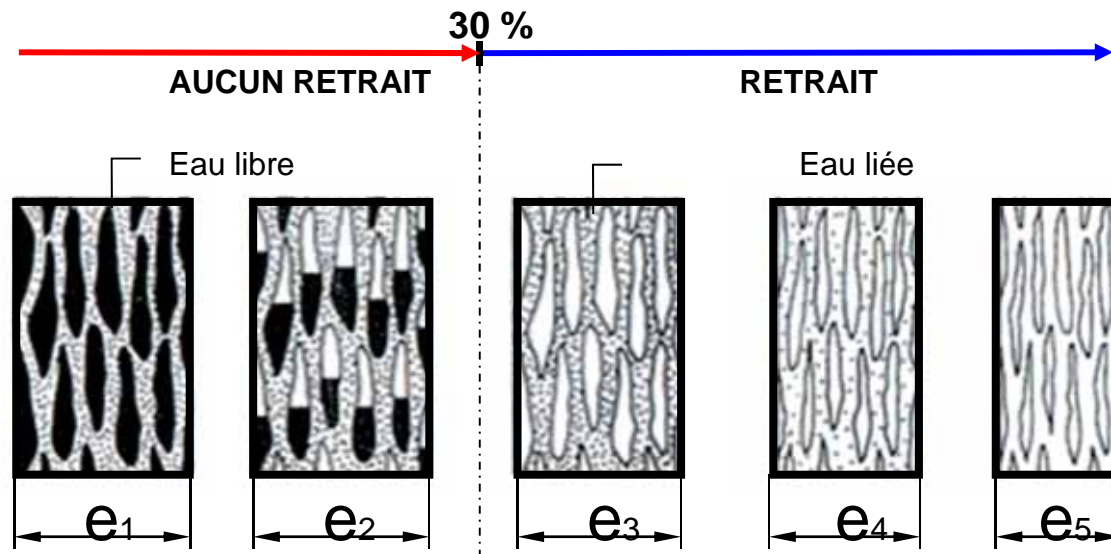 30 %
AUCUN RETRAIT RETRAIT
Eau libre Eau liée
e1 e2 e3 e4 e5